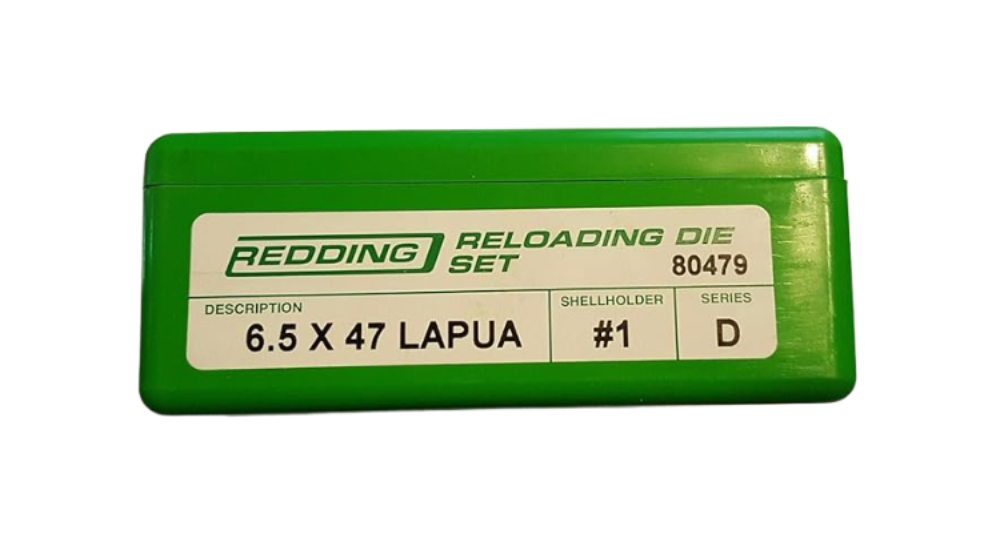 REDDING RELOADING DIE
SET 80479
DESCRIPTION SHELLHOLDER SERIES
6.5 X 47 LAPUA #1 D